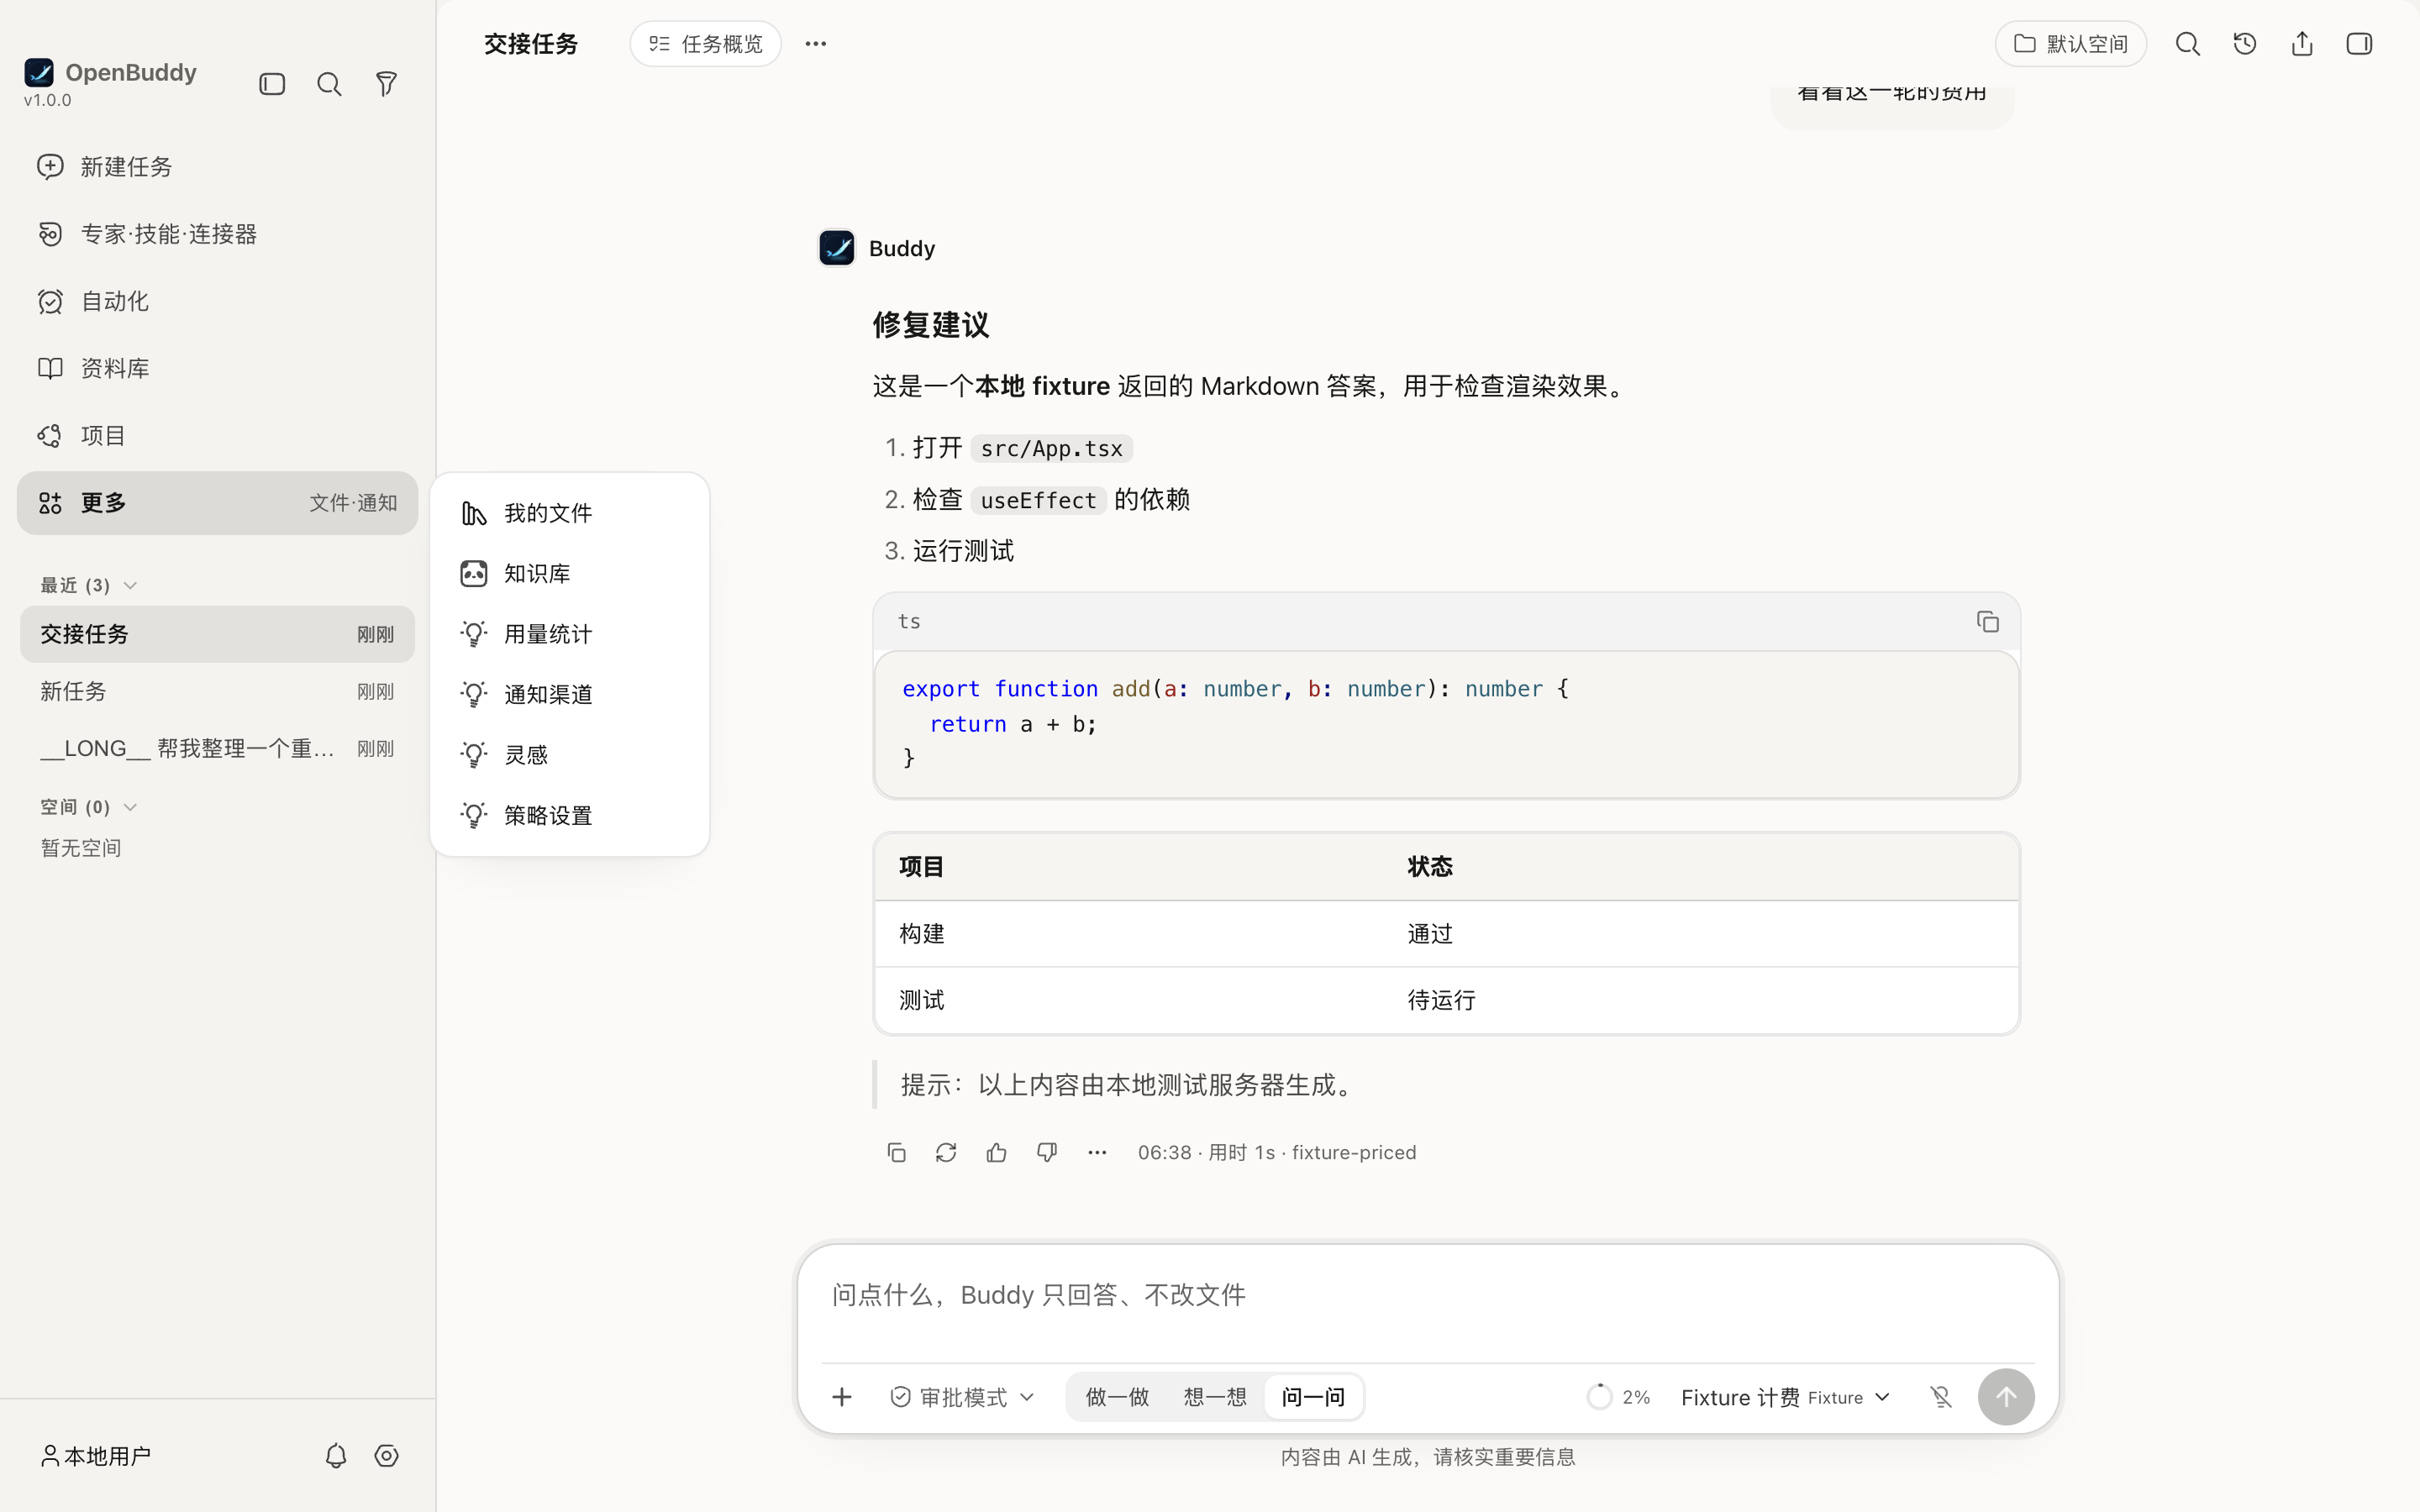 OpenBuddy
v1.0.0
新建任务
专家·技能·连接器
自动化
资料库
项目
更多 文件·通知
最近 (3)
交接任务 刚刚
新任务 刚刚
__LONG__ 帮我整理一个重… 刚刚
空间 (0)
暂无空间
本地用户
我的文件
知识库
用量统计
通知渠道
灵感
策略设置
交接任务 任务概览 默认空间
看看这一轮的费用
Buddy
修复建议
这是一个本地 fixture 返回的 Markdown 答案，用于检查渲染效果。
1. 打开 src/App.tsx
2. 检查 useEffect 的依赖
3. 运行测试
ts
export function add(a: number, b: number): number {
  return a + b;
}
项目 状态
构建 通过
测试 待运行
提示：以上内容由本地测试服务器生成。
06:38 · 用时 1s · fixture-priced
问点什么，Buddy 只回答、不改文件
审批模式 做一做 想一想 问一问 2% Fixture 计费 Fixture
内容由 AI 生成，请核实重要信息